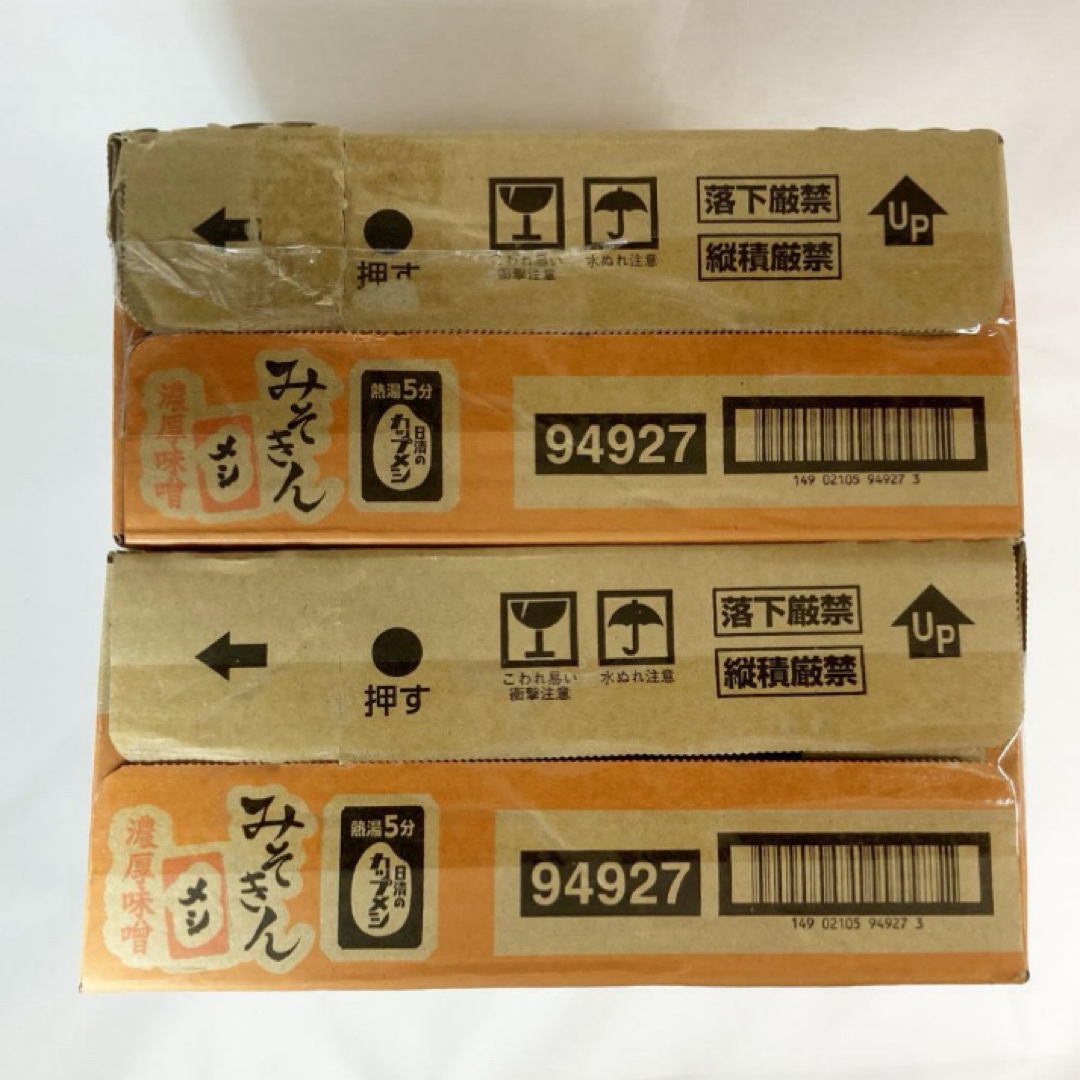 落下厳禁
縦積厳禁
UP
押す
こわれ易い
衝撃注意
水ぬれ注意
みそきん
濃厚味噌
メシ
熱湯5分
日清の
カップメシ
94927
149 02105 94927 3
落下厳禁
縦積厳禁
UP
押す
こわれ易い
衝撃注意
水ぬれ注意
みそきん
濃厚味噌
メシ
熱湯5分
日清の
カップメシ
94927
149 02105 94927 3